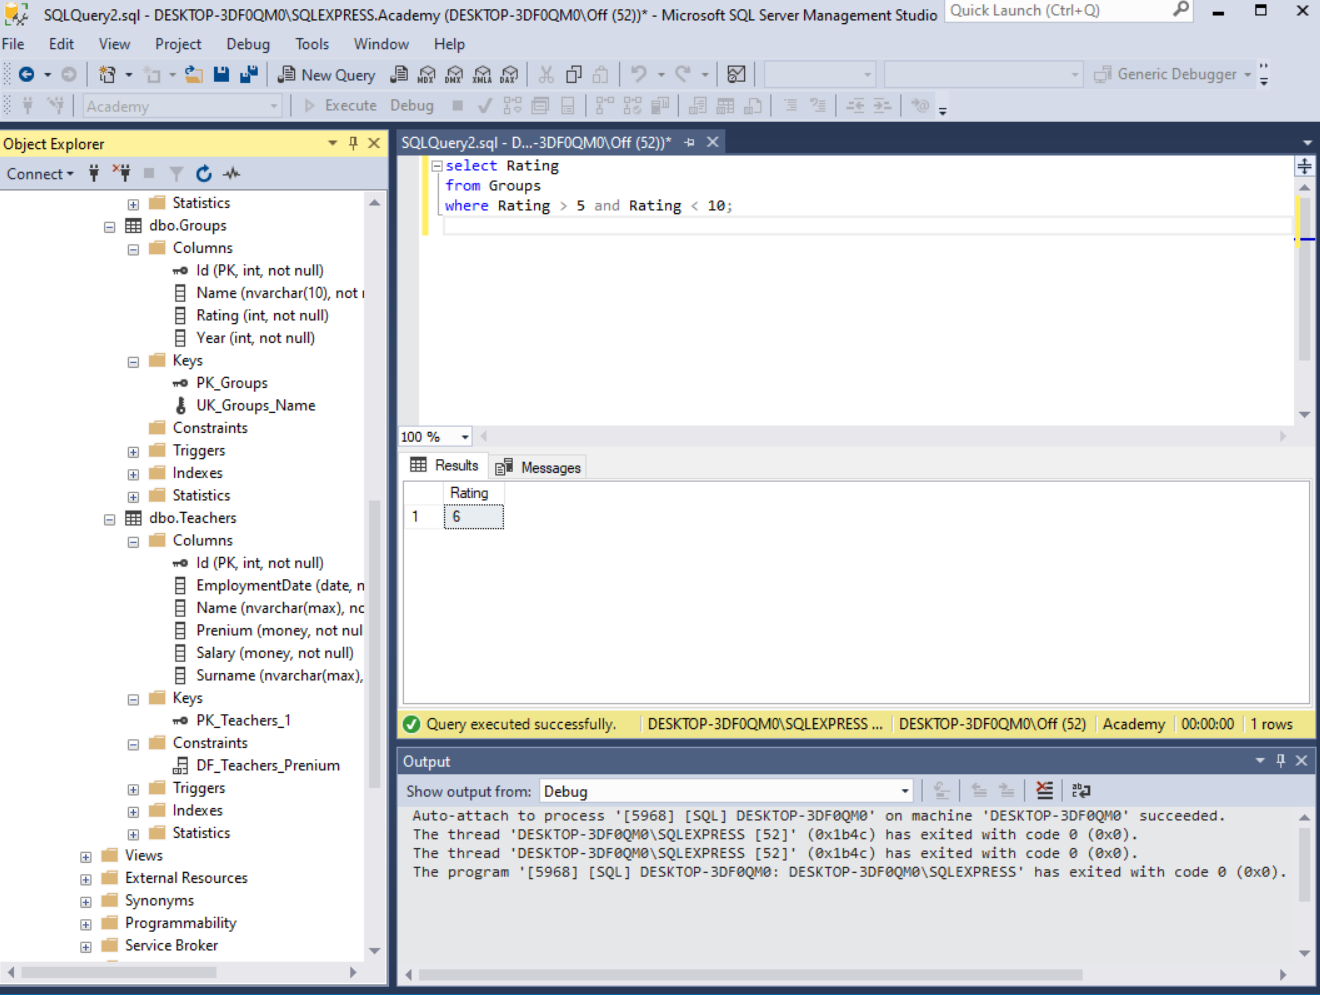 SQLQuery2.sql - DESKTOP-3DF0QM0\SQLEXPRESS.Academy (DESKTOP-3DF0QM0\Off (52))* - Microsoft SQL Server Management Studio
Quick Launch (Ctrl+Q)
File Edit View Project Debug Tools Window Help
New Query MDX DMX XMLA DAX Generic Debugger
Academy Execute Debug
Object Explorer
Connect
Statistics
dbo.Groups
Columns
Id (PK, int, not null)
Name (nvarchar(10), not
Rating (int, not null)
Year (int, not null)
Keys
PK_Groups
UK_Groups_Name
Constraints
Triggers
Indexes
Statistics
dbo.Teachers
Columns
Id (PK, int, not null)
EmploymentDate (date, n
Name (nvarchar(max), no
Prenium (money, not nul
Salary (money, not null)
Surname (nvarchar(max),
Keys
PK_Teachers_1
Constraints
DF_Teachers_Prenium
Triggers
Indexes
Statistics
Views
External Resources
Synonyms
Programmability
Service Broker
SQLQuery2.sql - D...-3DF0QM0\Off (52))*
select Rating
from Groups
where Rating > 5 and Rating < 10;
100 %
Results Messages
Rating
1 6
Query executed successfully. DESKTOP-3DF0QM0\SQLEXPRESS ... DESKTOP-3DF0QM0\Off (52) Academy 00:00:00 1 rows
Output
Show output from: Debug
Auto-attach to process '[5968] [SQL] DESKTOP-3DF0QM0' on machine 'DESKTOP-3DF0QM0' succeeded.
The thread 'DESKTOP-3DF0QM0\SQLEXPRESS [52]' (0x1b4c) has exited with code 0 (0x0).
The thread 'DESKTOP-3DF0QM0\SQLEXPRESS [52]' (0x1b4c) has exited with code 0 (0x0).
The program '[5968] [SQL] DESKTOP-3DF0QM0: DESKTOP-3DF0QM0\SQLEXPRESS' has exited with code 0 (0x0).